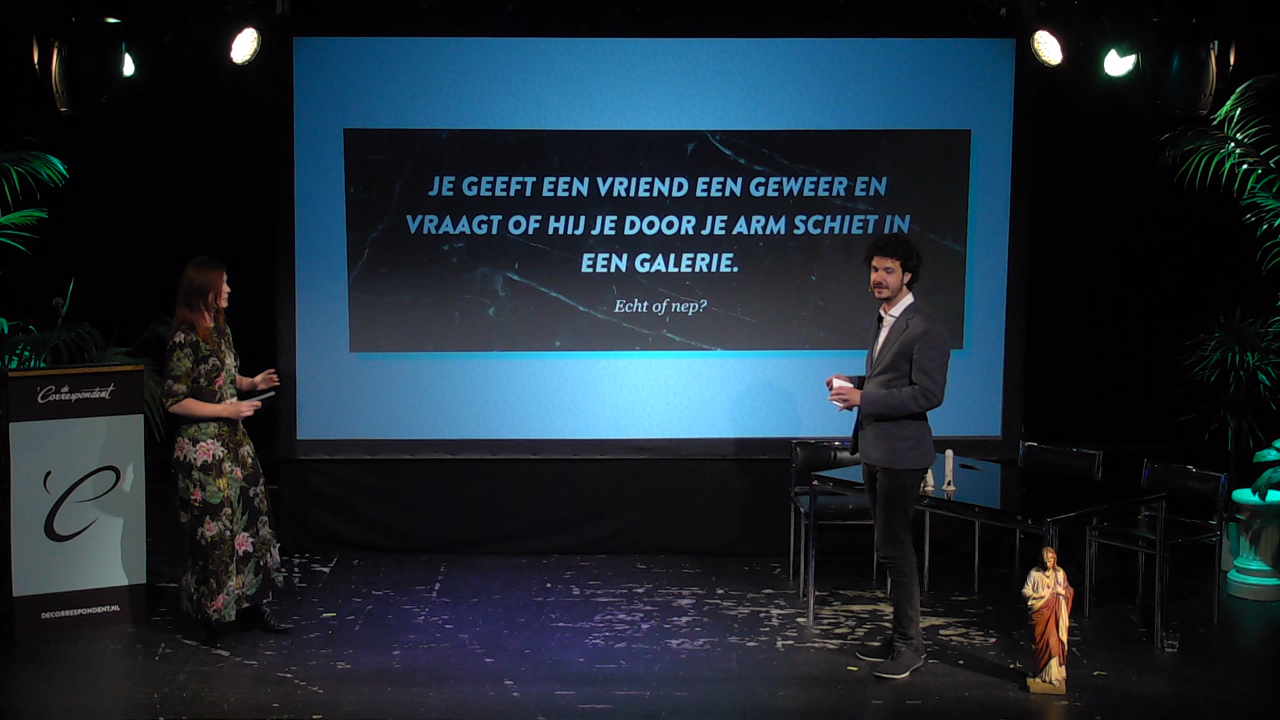 JE GEEFT EEN VRIEND EEN GEWEER EN
VRAAGT OF HIJ JE DOOR JE ARM SCHIET IN
EEN GALERIE.
Echt of nep?
de
Correspondent
'C
DECORRESPONDENT.NL